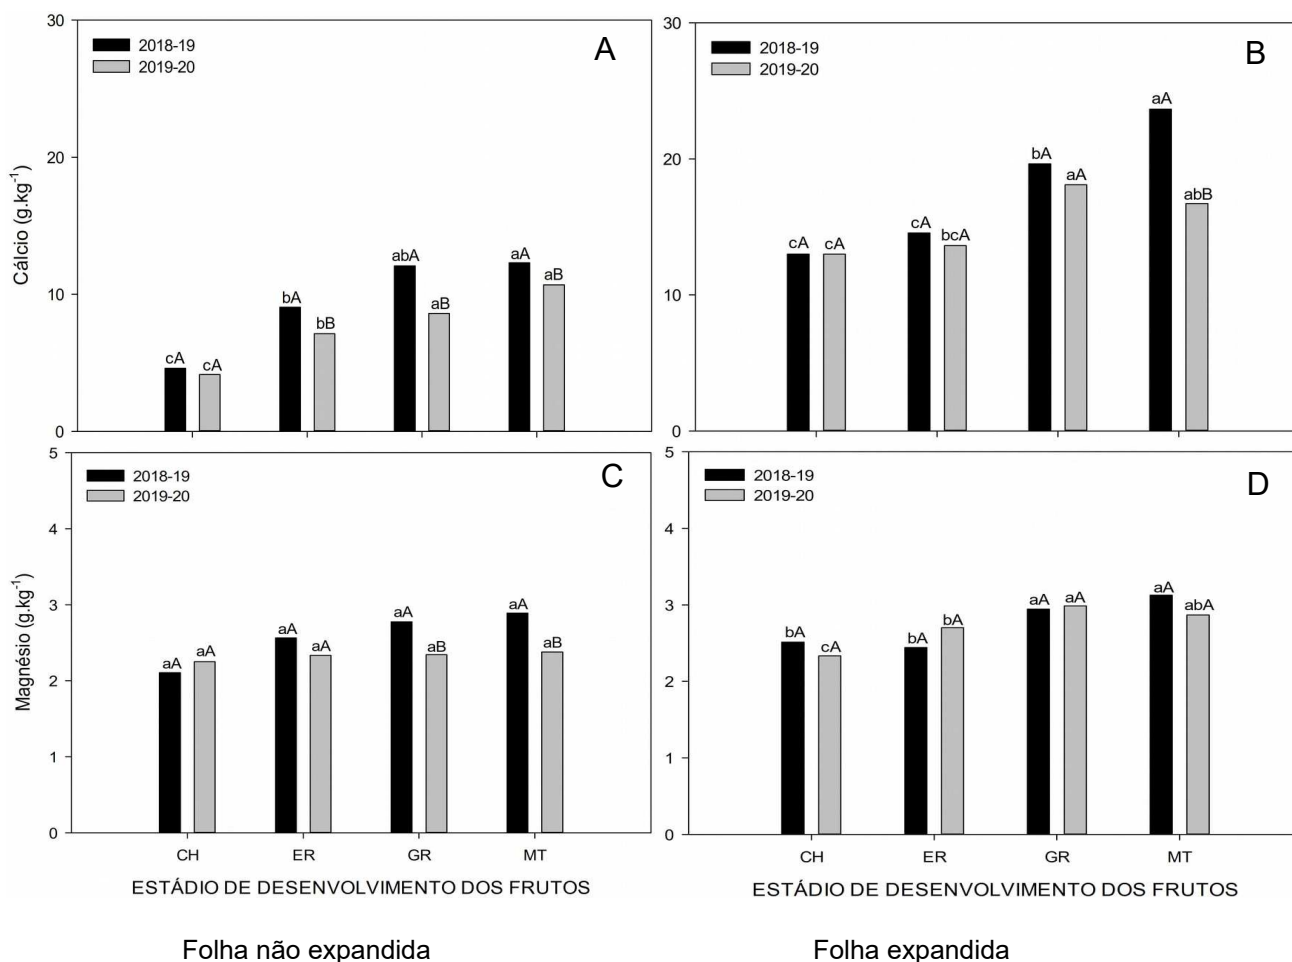 30
2018-19
2019-20
A
20
10
0
Cálcio (g.kg⁻¹)
cA cA bA bB abA aB aA aB
30
2018-19
2019-20
B
20
10
0
cA cA cA bcA bA aA aA abB
5
2018-19
2019-20
C
4
3
2
1
0
Magnésio (g.kg⁻¹)
aA aA aA aA aA aB aA aB
CH ER GR MT
ESTÁDIO DE DESENVOLVIMENTO DOS FRUTOS
Folha não expandida
5
2018-19
2019-20
D
4
3
2
1
0
bA cA bA bA aA aA aA abA
CH ER GR MT
ESTÁDIO DE DESENVOLVIMENTO DOS FRUTOS
Folha expandida